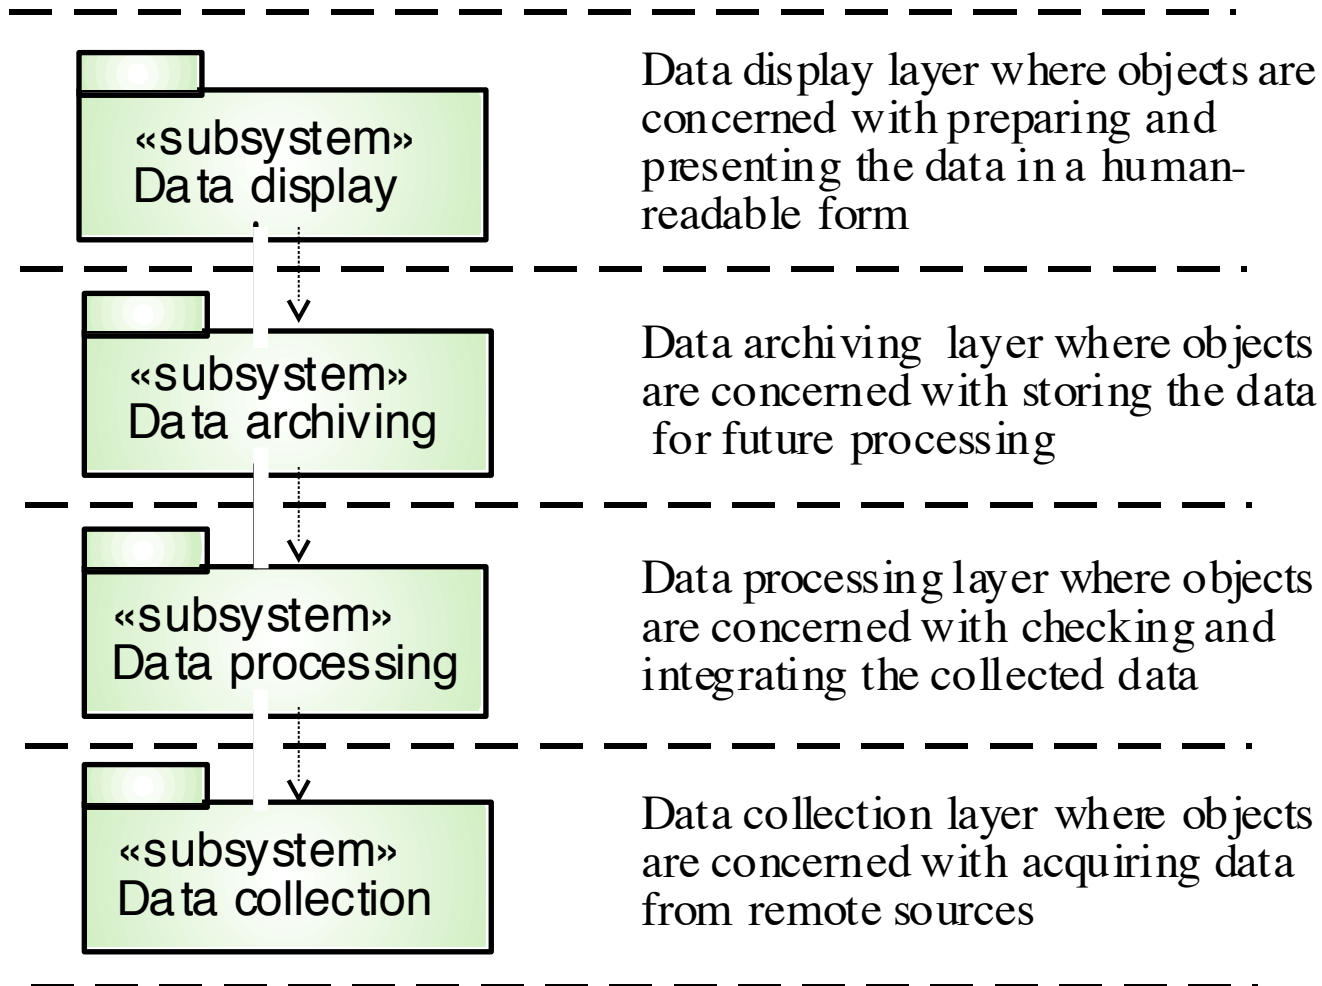 «subsystem»
Data display
Data display layer where objects are
concerned with preparing and
presenting the data in a human-
readable form
«subsystem»
Data archiving
Data archiving layer where objects
are concerned with storing the data
for future processing
«subsystem»
Data processing
Data processing layer where objects
are concerned with checking and
integrating the collected data
«subsystem»
Data collection
Data collection layer where objects
are concerned with acquiring data
from remote sources